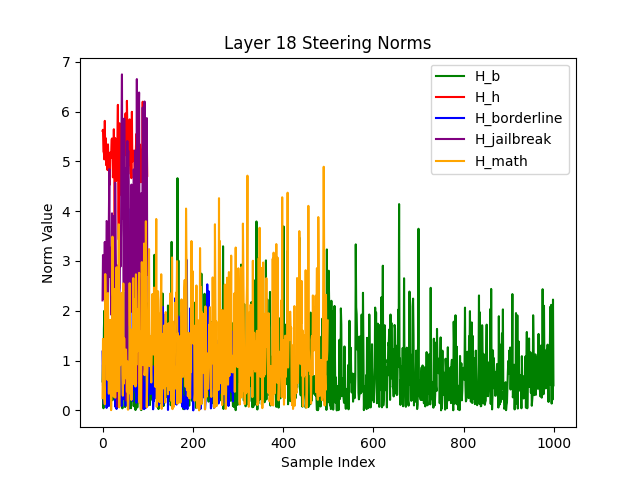 Layer 18 Steering Norms
H_b
H_h
H_borderline
H_jailbreak
H_math
Norm Value
7
6
5
4
3
2
1
0
0 200 400 600 800 1000
Sample Index